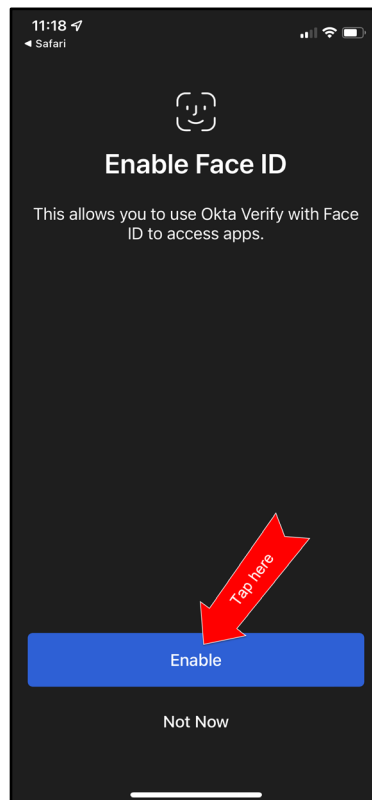 11:18
◀ Safari
Enable Face ID
This allows you to use Okta Verify with Face
ID to access apps.
Tap here
Enable
Not Now